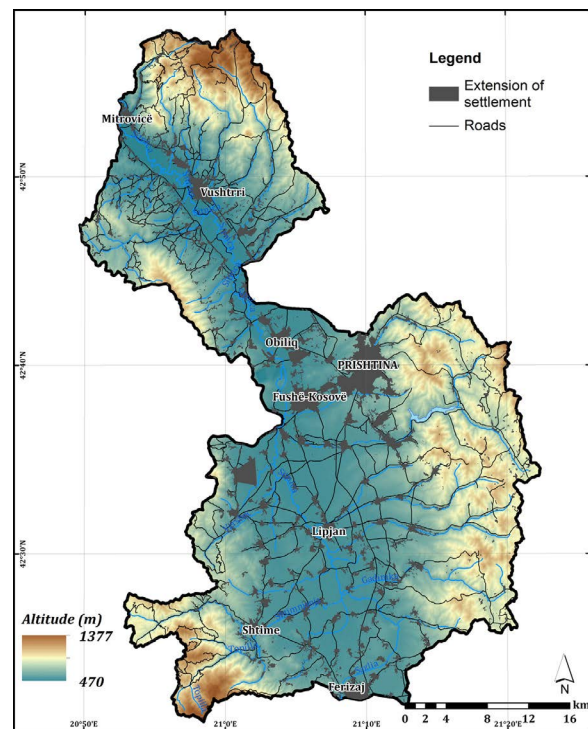 Legend
Extension of
settlement
Roads
Mitrovicë
Vushtrri
Obiliq
PRISHTINA
Fushë-Kosovë
Lipjan
Shtime
Ferizaj
42°50'N
42°40'N
42°30'N
Altitude (m)
1377
470
N
km
0 2 4 8 12 16
20°50'E
21°0'E
21°10'E
21°20'E